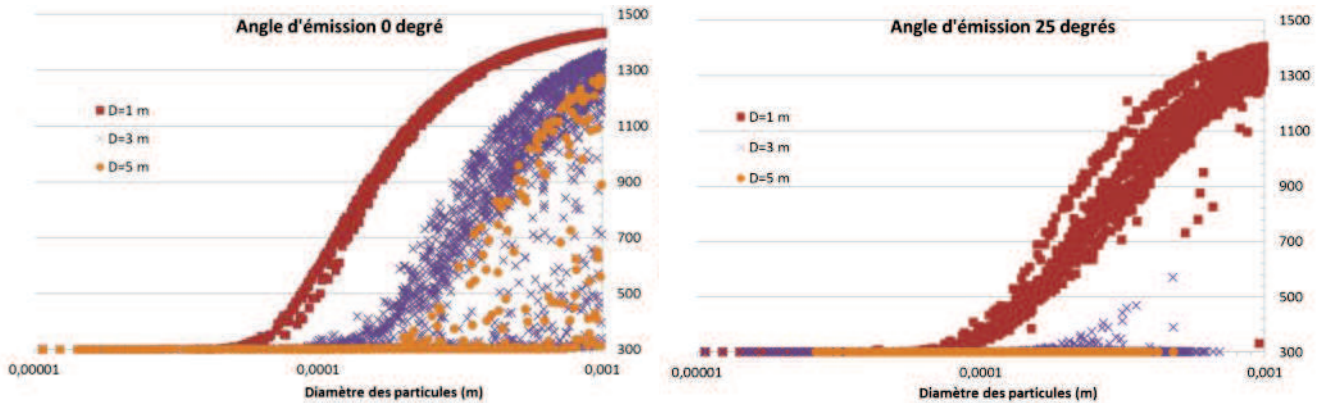 Angle d'émission 0 degré
1500
1300
1100
900
700
500
300
D=1 m
D=3 m
D=5 m
0,00001
0,0001
0,001
Diamètre des particules (m)
Angle d'émission 25 degrés
1500
1300
1100
900
700
500
300
D=1 m
D=3 m
D=5 m
0,00001
0,0001
0,001
Diamètre des particules (m)